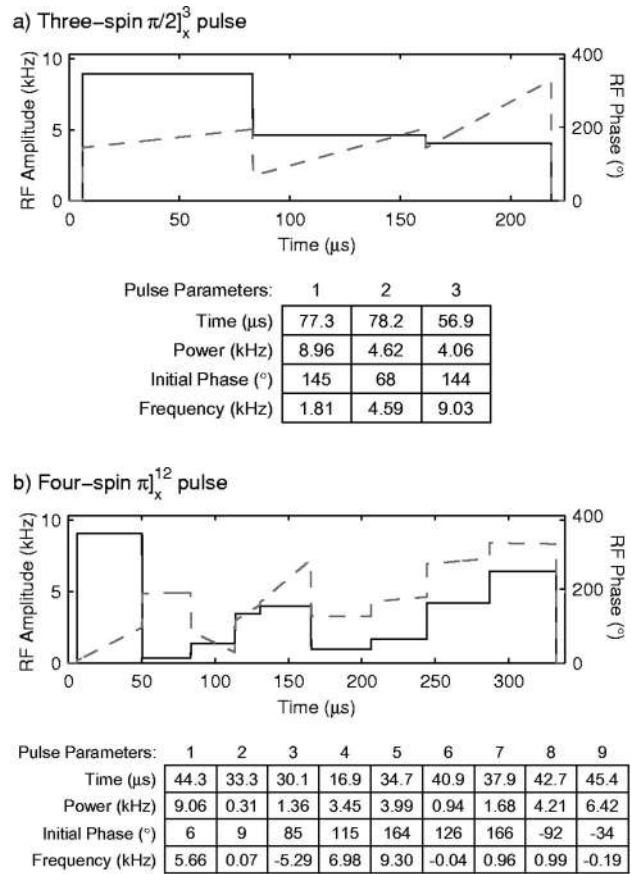 a) Three-spin π/2]³ₓ pulse
10
5
0
RF Amplitude (kHz)
400
200
0
RF Phase (°)
0 50 100 150 200
Time (μs)
Pulse Parameters: 1 2 3
Time (μs) 77.3 78.2 56.9
Power (kHz) 8.96 4.62 4.06
Initial Phase (°) 145 68 144
Frequency (kHz) 1.81 4.59 9.03
b) Four-spin π]¹²ₓ pulse
10
5
0
RF Amplitude (kHz)
400
200
0
RF Phase (°)
0 50 100 150 200 250 300
Time (μs)
Pulse Parameters: 1 2 3 4 5 6 7 8 9
Time (μs) 44.3 33.3 30.1 16.9 34.7 40.9 37.9 42.7 45.4
Power (kHz) 9.06 0.31 1.36 3.45 3.99 0.94 1.68 4.21 6.42
Initial Phase (°) 6 9 85 115 164 126 166 -92 -34
Frequency (kHz) 5.66 0.07 -5.29 6.98 9.30 -0.04 0.96 0.99 -0.19